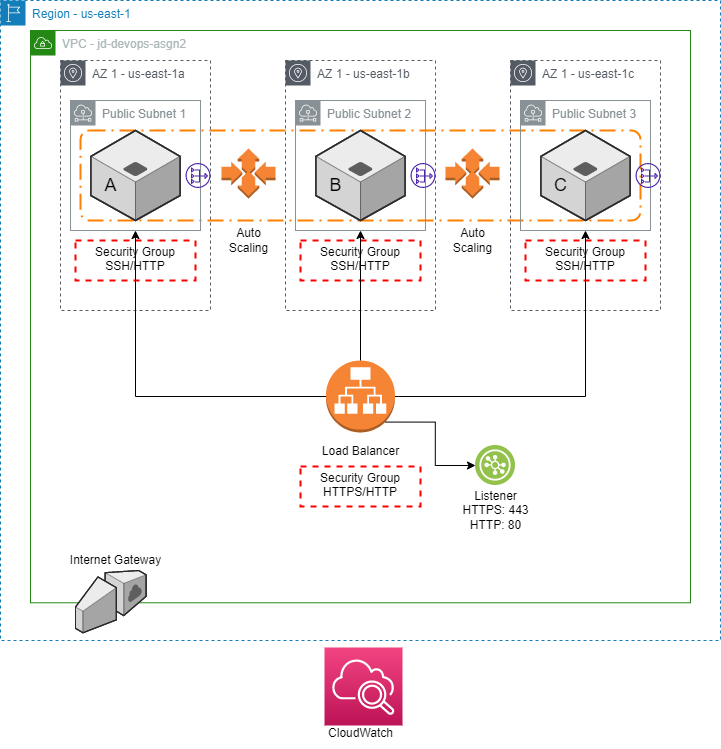 Region - us-east-1
VPC - jd-devops-asgn2
AZ 1 - us-east-1a
AZ 1 - us-east-1b
AZ 1 - us-east-1c
Public Subnet 1
Public Subnet 2
Public Subnet 3
A
B
C
Auto
Scaling
Auto
Scaling
Security Group
SSH/HTTP
Security Group
SSH/HTTP
Security Group
SSH/HTTP
Load Balancer
Security Group
HTTPS/HTTP
Listener
HTTPS: 443
HTTP: 80
Internet Gateway
CloudWatch